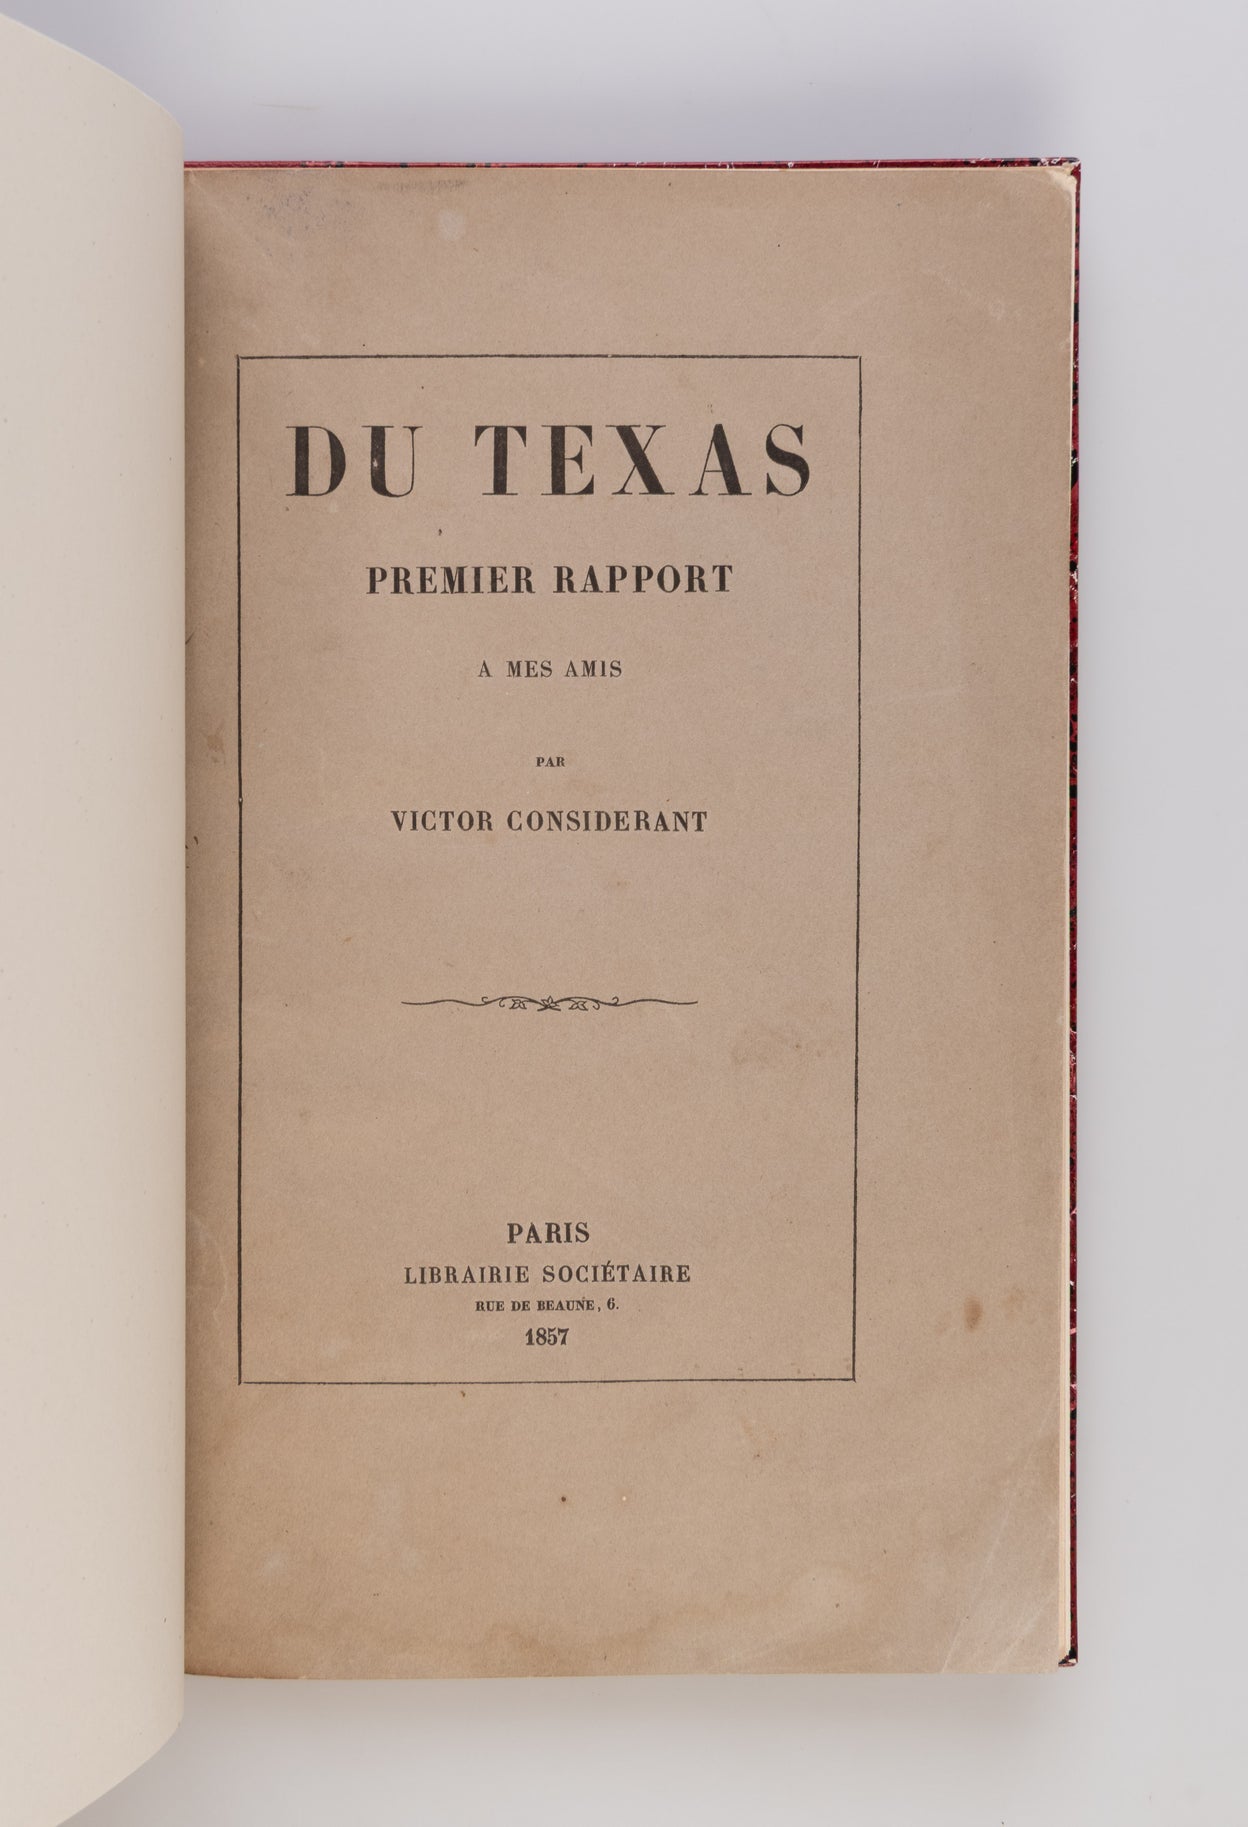 DU TEXAS
PREMIER RAPPORT
A MES AMIS
PAR
VICTOR CONSIDERANT
PARIS
LIBRAIRIE SOCIÉTAIRE
RUE DE BEAUNE, 6.
1857